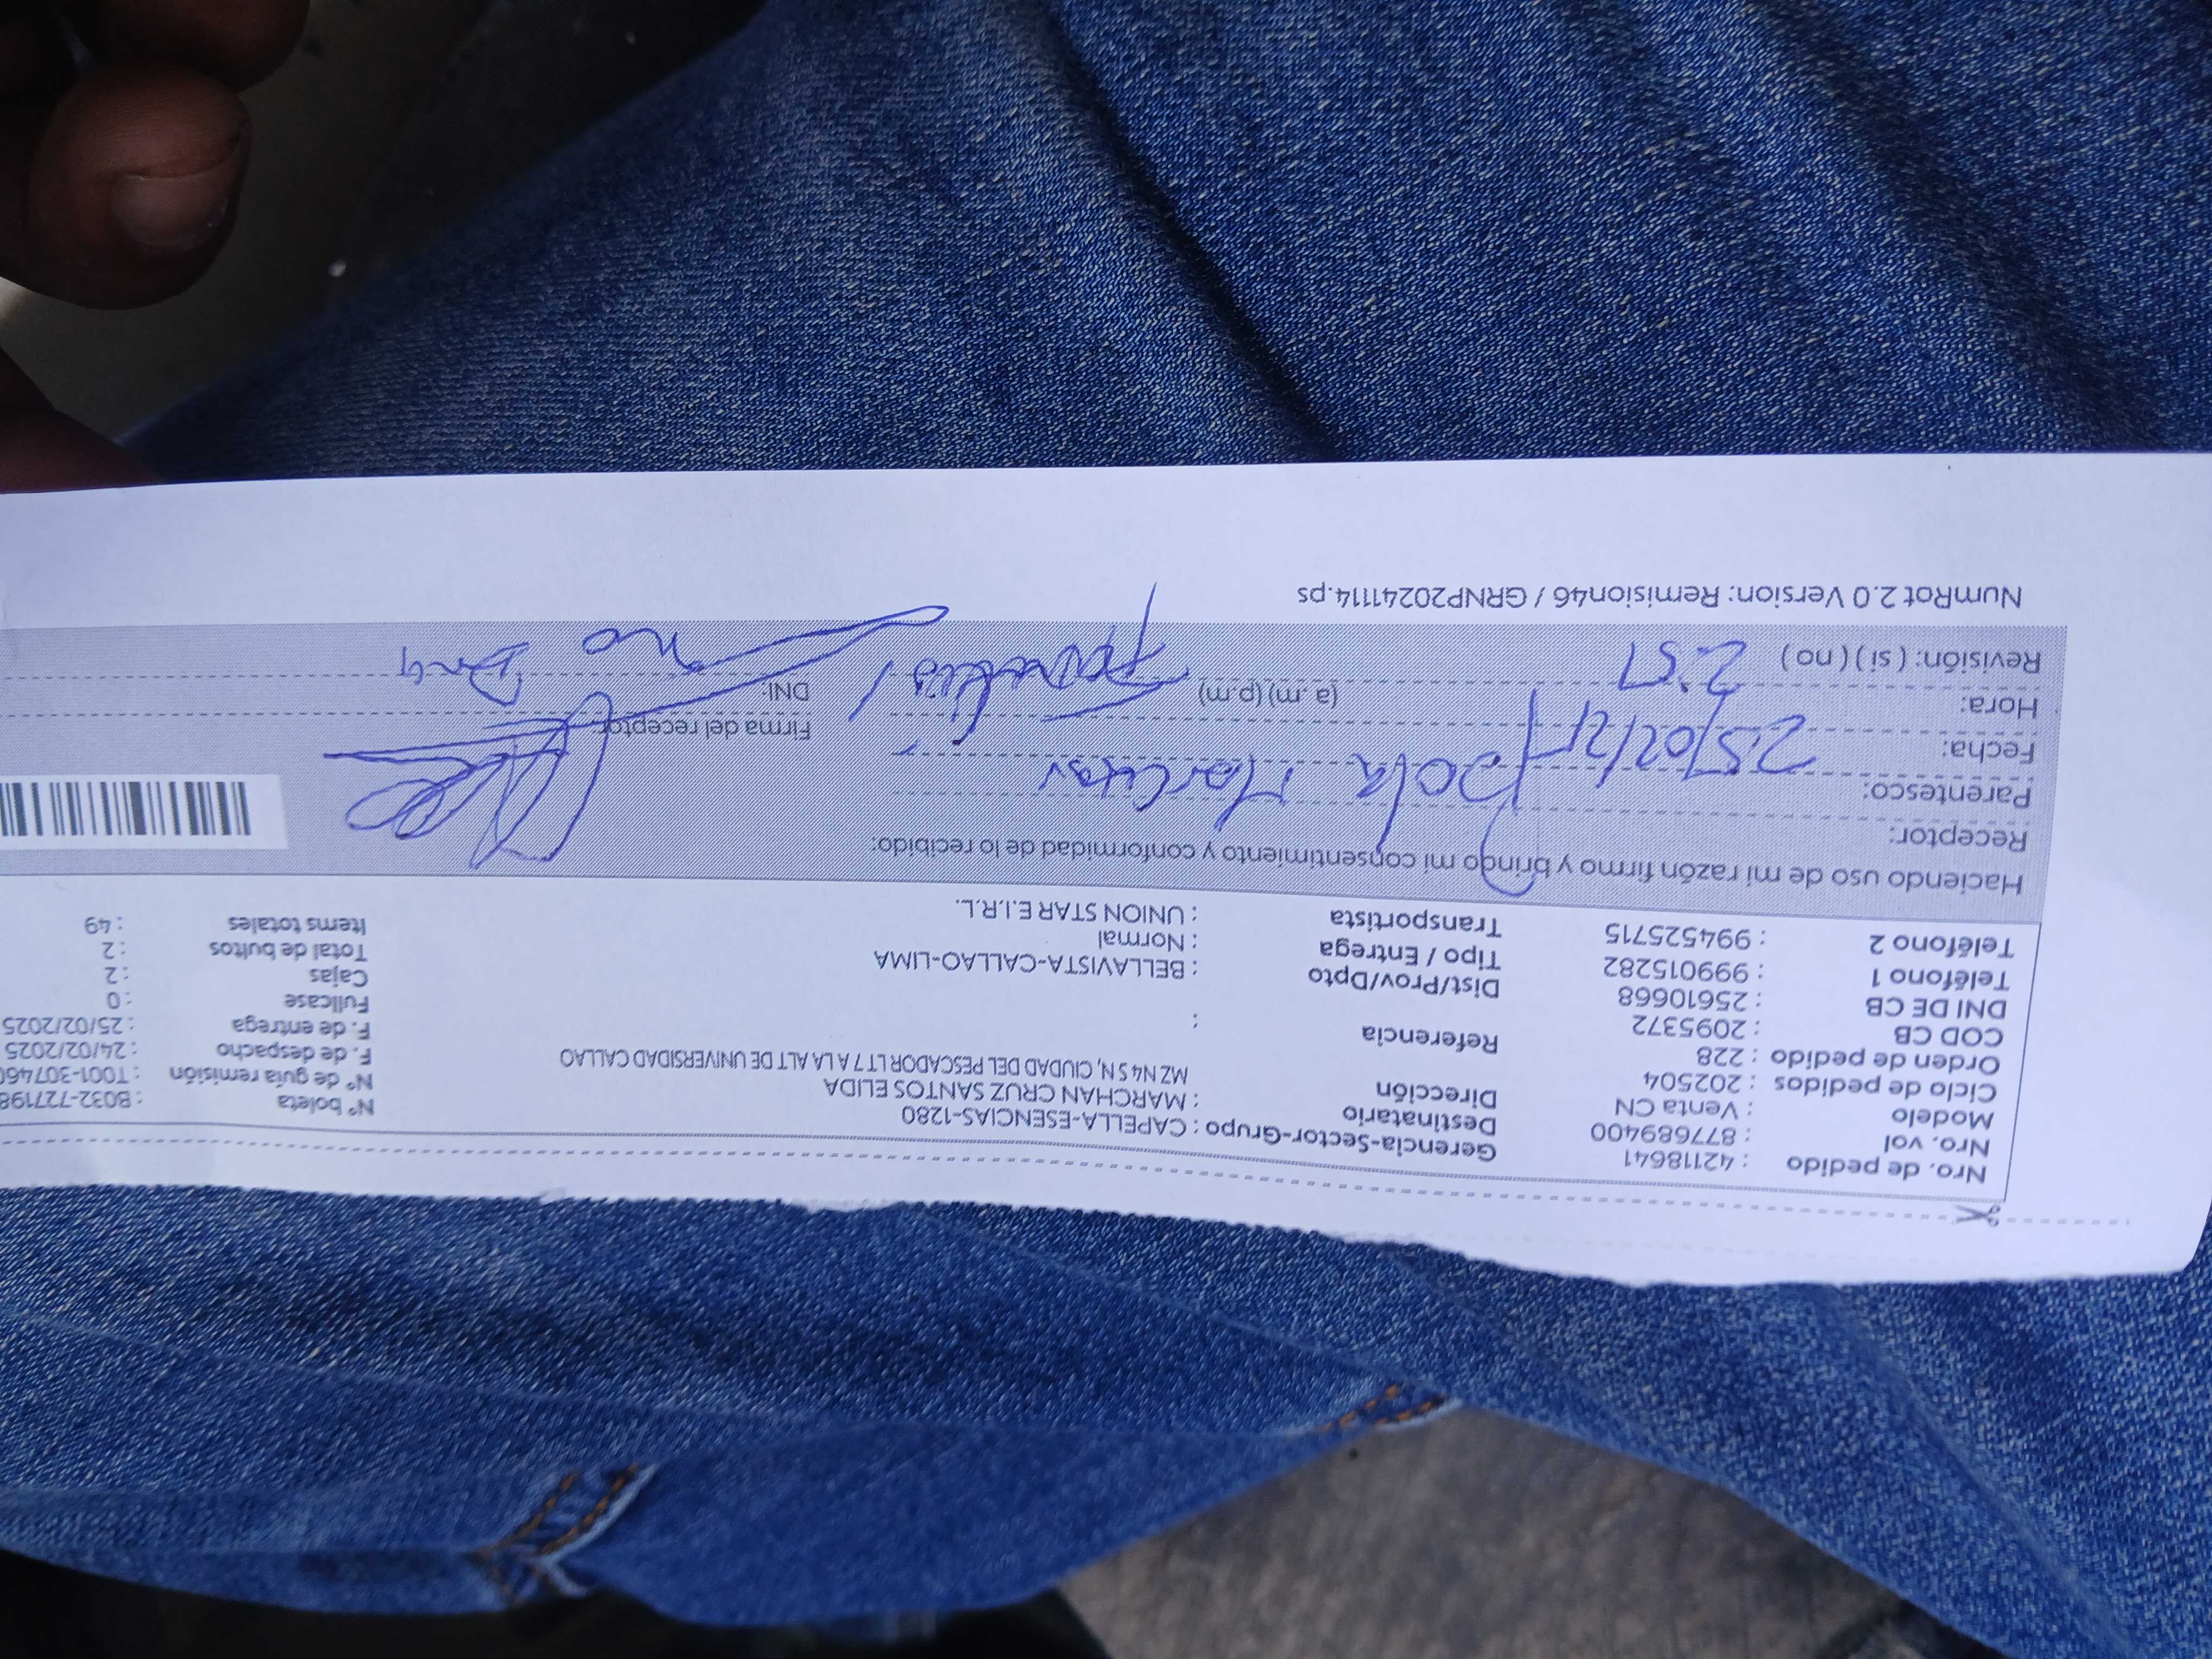 Nro. de pedido : 42118641
Nro. vol : 877689400
Modelo : Venta CN
Ciclo de pedidos : 202504
Orden de pedido : 228
COD CB : 2095372
DNI DE CB : 25610668
Teléfono 1 : 999015282
Teléfono 2 : 994525715
Gerencia-Sector-Grupo : CAPELLA-ESENCIAS-1280
Destinatario : MARCHAN CRUZ SANTOS ELIDA
Dirección MZ N4 S N, CIUDAD DEL PESCADOR LT 7 A LA ALT DE UNIVERSIDAD CALLAO
Referencia :
Dist/Prov/Dpto : BELLAVISTA-CALLAO-LIMA
Tipo / Entrega : Normal
Transportista : UNION STAR E.I.R.L.
N° boleta : B032-727198
N° de guía remisión : T001-307460
F. de despacho : 24/02/2025
F. de entrega : 25/02/2025
Fullcase : 0
Cajas : 2
Total de bultos : 2
Items totales : 49
Haciendo uso de mi razón firmo y brindo mi consentimiento y conformidad de lo recibido:
Receptor:
Parentesco:
Fecha: 25/02/25
Hora: 2:51 (a. m) (p.m)
Revisión: ( si ) ( no )
Firma del receptor:
DNI: no
NumRot 2.0 Version: Remision46 / GRNP20241114.ps